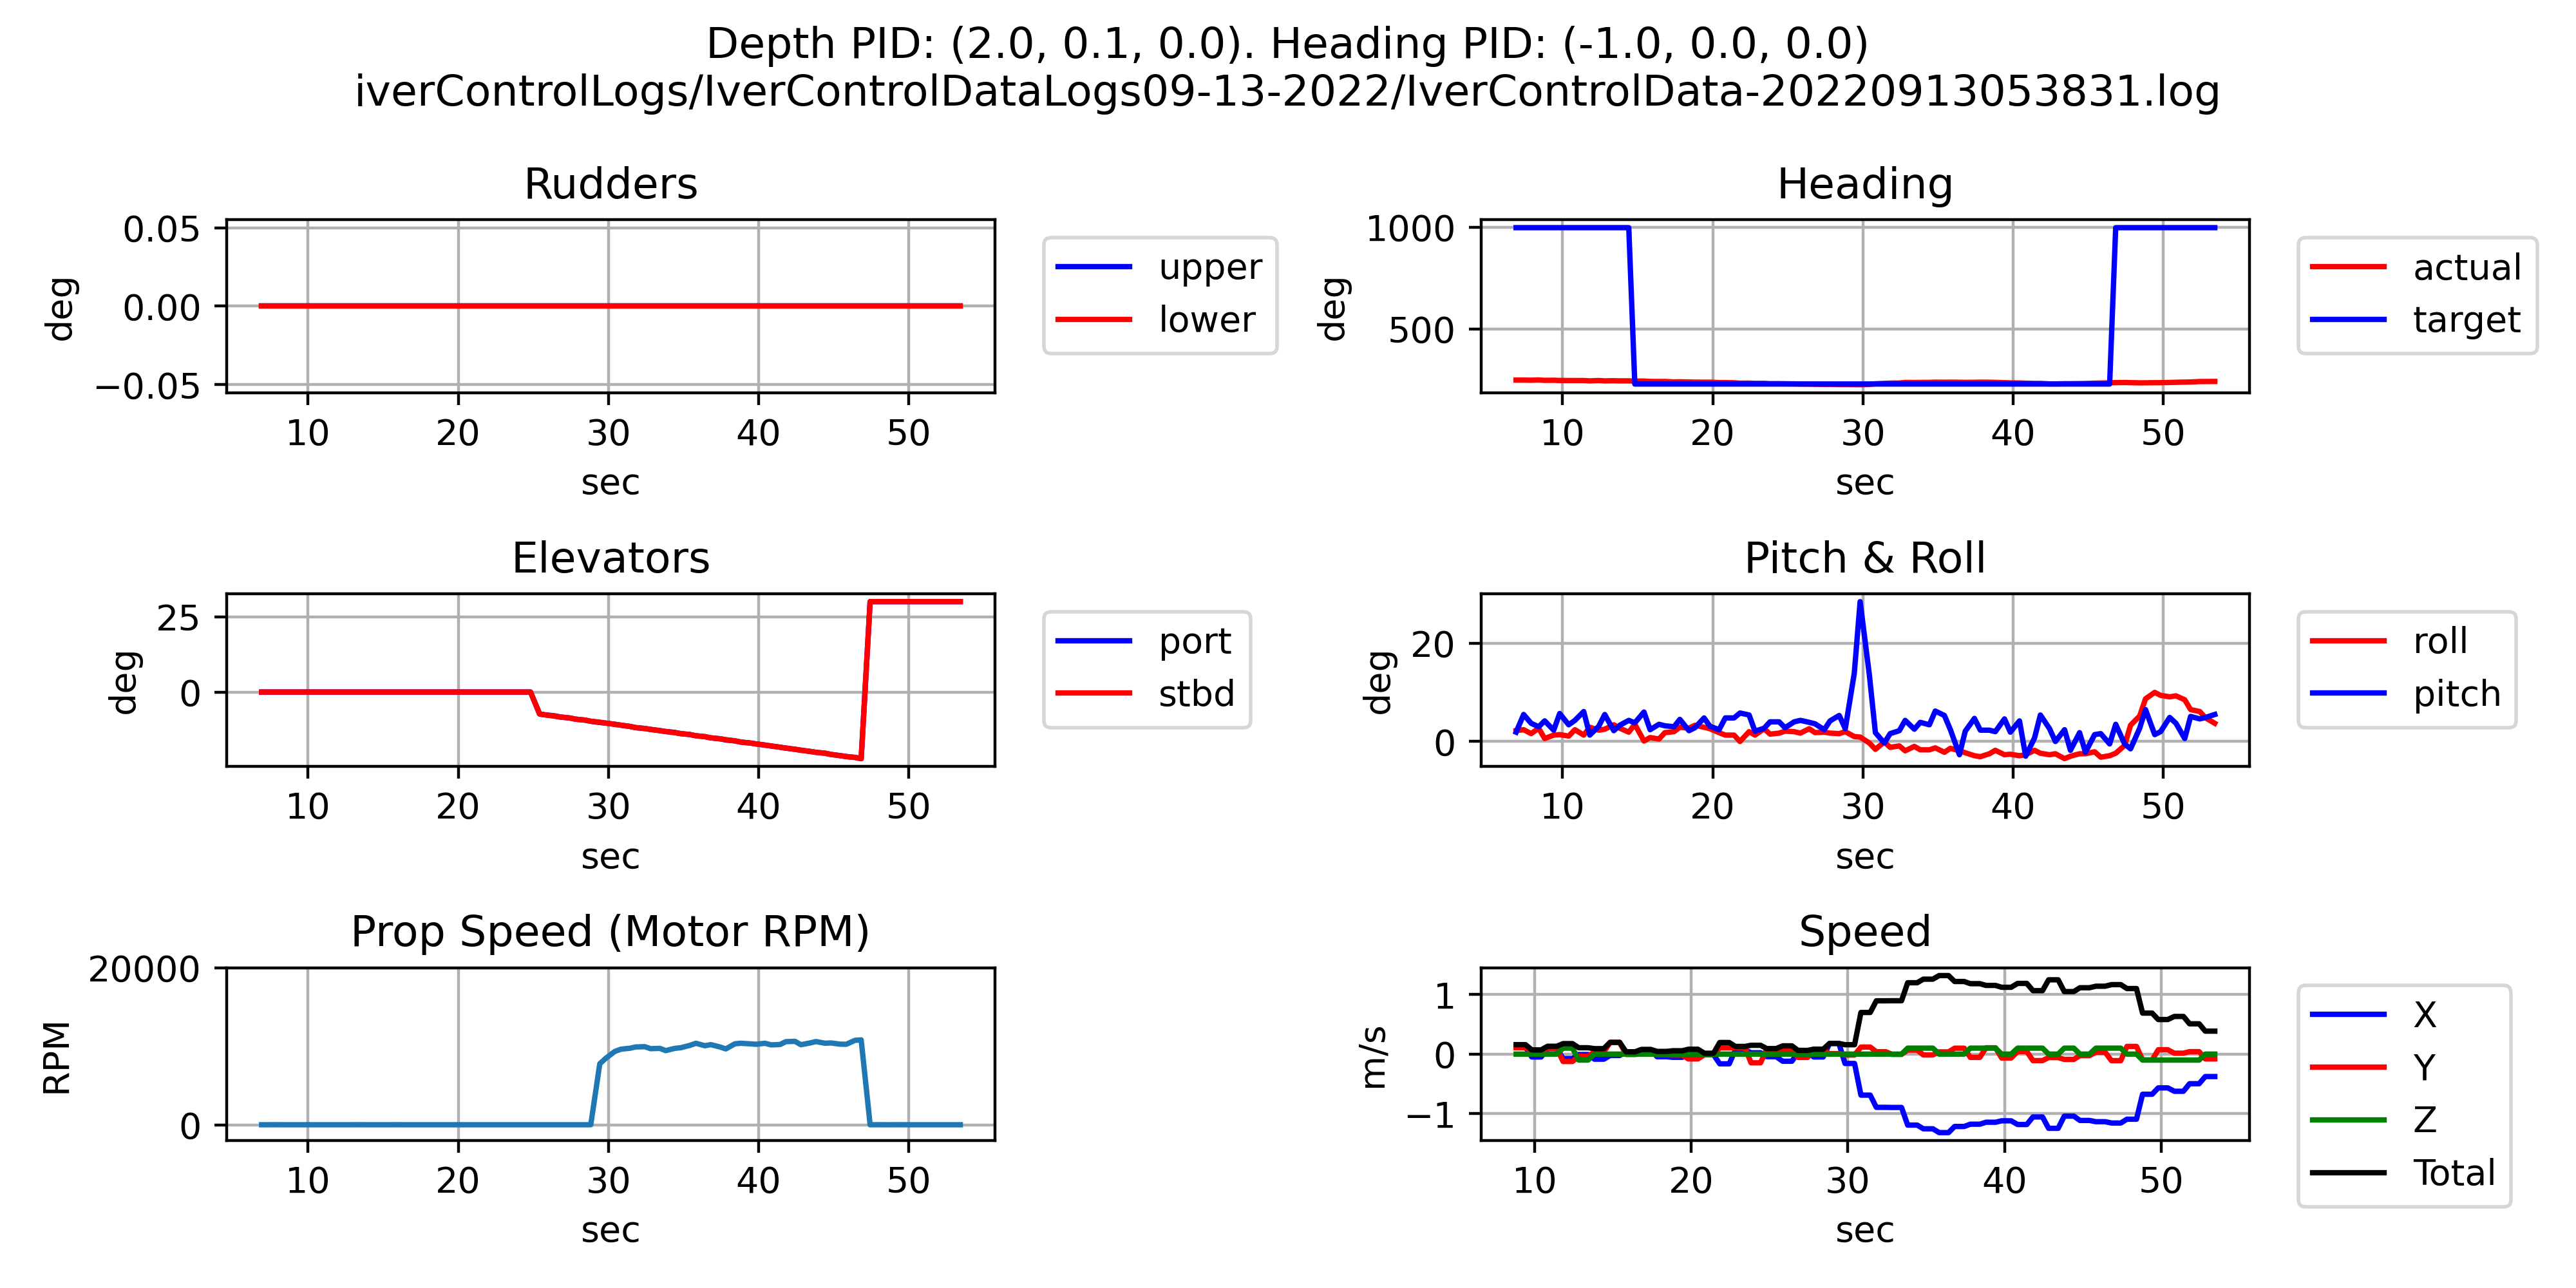 Depth PID: (2.0, 0.1, 0.0). Heading PID: (-1.0, 0.0, 0.0)
iverControlLogs/IverControlDataLogs09-13-2022/IverControlData-20220913053831.log
Rudders
deg
0.05
0.00
−0.05
10 20 30 40 50
sec
upper
lower
Heading
deg
1000
500
10 20 30 40 50
sec
actual
target
Elevators
deg
25
0
10 20 30 40 50
sec
port
stbd
Pitch & Roll
deg
20
0
10 20 30 40 50
sec
roll
pitch
Prop Speed (Motor RPM)
RPM
20000
0
10 20 30 40 50
sec
Speed
m/s
1
0
−1
10 20 30 40 50
sec
X
Y
Z
Total